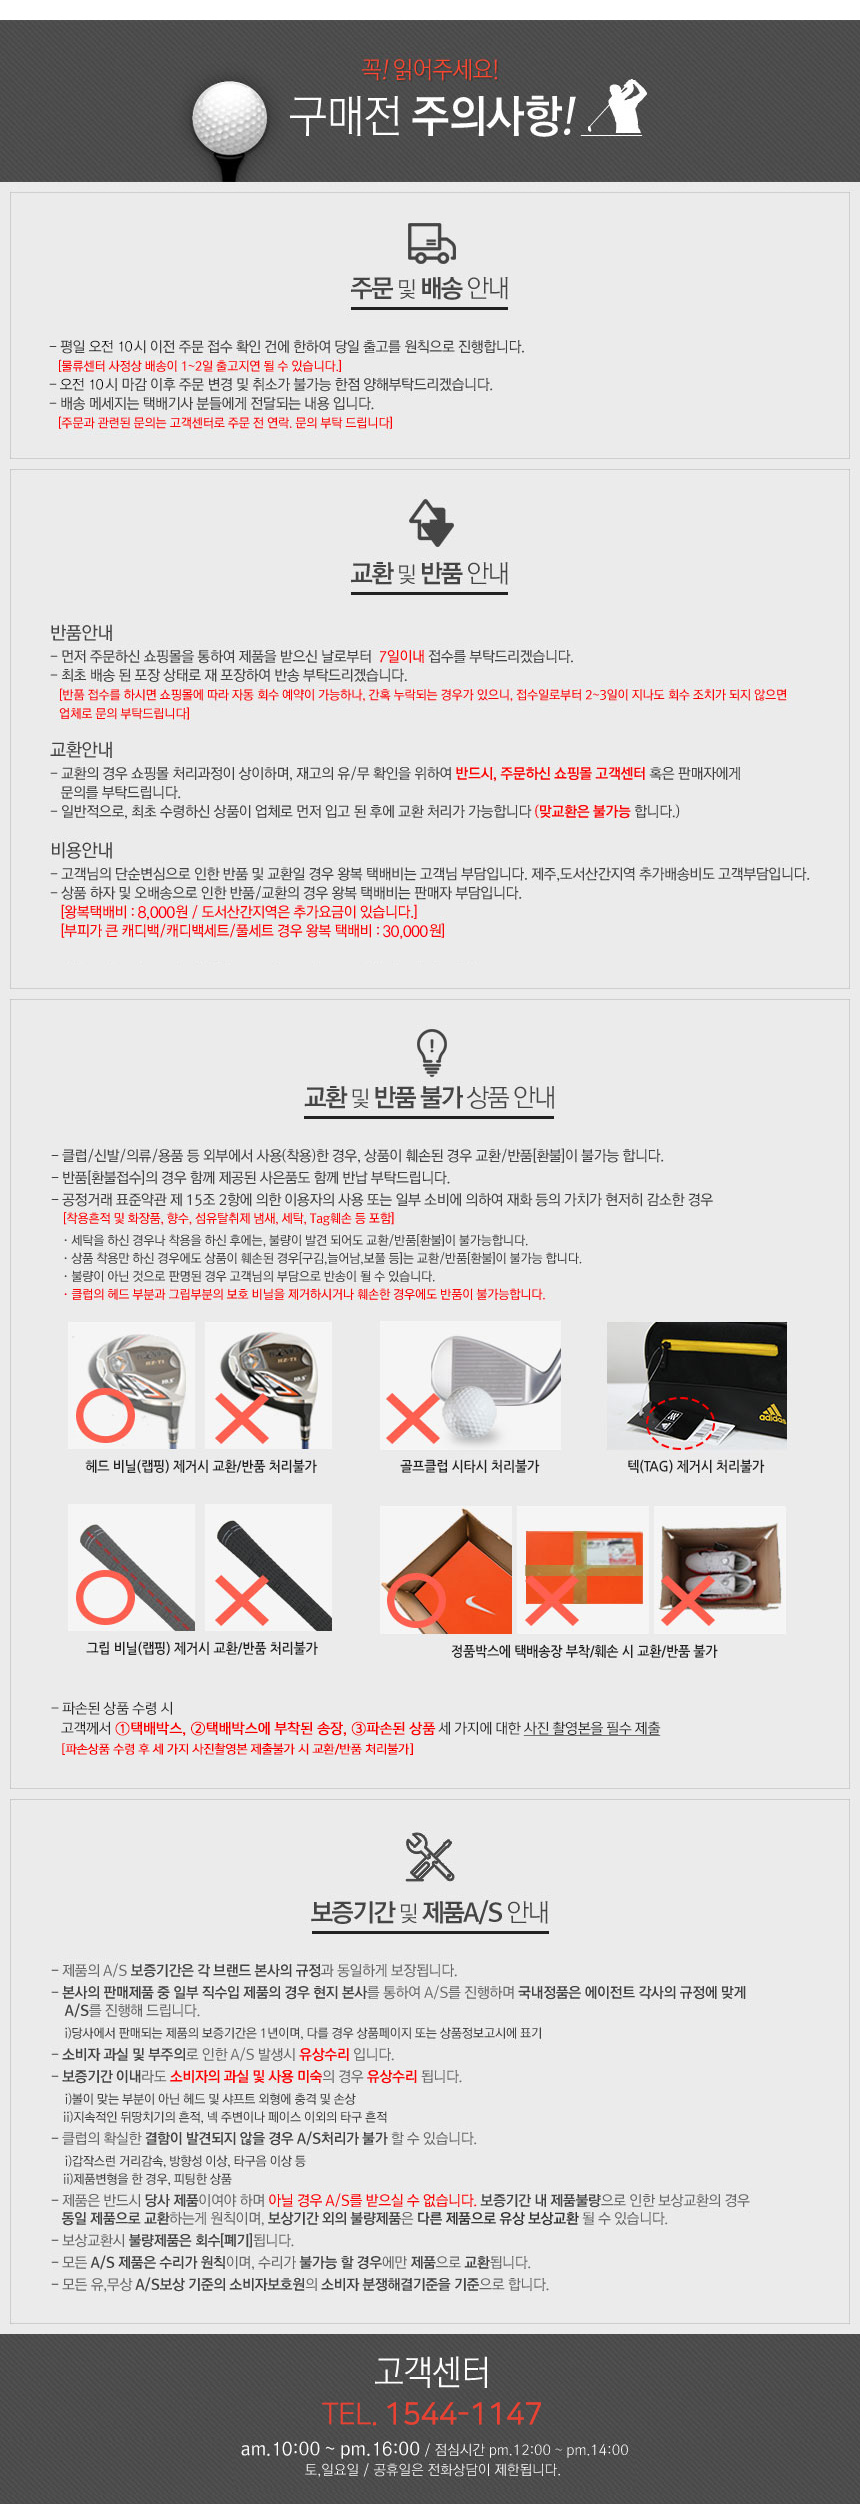 꼭! 읽어주세요!
구매전 주의사항!
주문 및 배송 안내
- 평일 오전 10시 이전 주문 접수 확인 건에 한하여 당일 출고를 원칙으로 진행합니다.
[물류센터 사정상 배송이 1~2일 출고지연 될 수 있습니다.]
- 오전 10시 마감 이후 주문 변경 및 취소가 불가능 한점 양해부탁드리겠습니다.
- 배송 메세지는 택배기사 분들에게 전달되는 내용 입니다.
[주문과 관련된 문의는 고객센터로 주문 전 연락. 문의 부탁 드립니다]
교환 및 반품 안내
반품안내
- 먼저 주문하신 쇼핑몰을 통하여 제품을 받으신 날로부터 7일이내 접수를 부탁드리겠습니다.
- 최초 배송 된 포장 상태로 재 포장하여 반송 부탁드리겠습니다.
[반품 접수를 하시면 쇼핑몰에 따라 자동 회수 예약이 가능하나, 간혹 누락되는 경우가 있으니, 접수일로부터 2~3일이 지나도 회수 조치가 되지 않으면
업체로 문의 부탁드립니다]
교환안내
- 교환의 경우 쇼핑몰 처리과정이 상이하며, 재고의 유/무 확인을 위하여 반드시, 주문하신 쇼핑몰 고객센터 혹은 판매자에게
문의를 부탁드립니다.
- 일반적으로, 최초 수령하신 상품이 업체로 먼저 입고 된 후에 교환 처리가 가능합니다 (맞교환은 불가능 합니다.)
비용안내
- 고객님의 단순변심으로 인한 반품 및 교환일 경우 왕복 택배비는 고객님 부담입니다. 제주,도서산간지역 추가배송비도 고객부담입니다.
- 상품 하자 및 오배송으로 인한 반품/교환의 경우 왕복 택배비는 판매자 부담입니다.
[왕복택배비 : 8,000원 / 도서산간지역은 추가요금이 있습니다.]
[부피가 큰 캐디백/캐디백세트/풀세트 경우 왕복 택배비 : 30,000원]
교환 및 반품 불가 상품 안내
- 클럽/신발/의류/용품 등 외부에서 사용(착용)한 경우, 상품이 훼손된 경우 교환/반품[환불]이 불가능 합니다.
- 반품[환불접수]의 경우 함께 제공된 사은품도 함께 반납 부탁드립니다.
- 공정거래 표준약관 제 15조 2항에 의한 이용자의 사용 또는 일부 소비에 의하여 재화 등의 가치가 현저히 감소한 경우
[착용흔적 및 화장품, 향수, 섬유탈취제 냄새, 세탁, Tag훼손 등 포함]
· 세탁을 하신 경우나 착용을 하신 후에는, 불량이 발견 되어도 교환/반품[환불]이 불가능합니다.
· 상품 착용만 하신 경우에도 상품이 훼손된 경우[구김,늘어남,보풀 등]는 교환/반품[환불]이 불가능 합니다.
· 불량이 아닌 것으로 판명된 경우 고객님의 부담으로 반송이 될 수 있습니다.
· 클럽의 헤드 부분과 그립부분의 보호 비닐을 제거하시거나 훼손한 경우에도 반품이 불가능합니다.
adidas
헤드 비닐(랩핑) 제거시 교환/반품 처리불가
골프클럽 시타시 처리불가
텍(TAG) 제거시 처리불가
그립 비닐(랩핑) 제거시 교환/반품 처리불가
정품박스에 택배송장 부착/훼손 시 교환/반품 불가
- 파손된 상품 수령 시
고객께서 ①택배박스, ②택배박스에 부착된 송장, ③파손된 상품 세 가지에 대한 사진 촬영본을 필수 제출
[파손상품 수령 후 세 가지 사진촬영본 제출불가 시 교환/반품 처리불가]
보증기간 및 제품A/S 안내
- 제품의 A/S 보증기간은 각 브랜드 본사의 규정과 동일하게 보장됩니다.
- 본사의 판매제품 중 일부 직수입 제품의 경우 현지 본사를 통하여 A/S를 진행하며 국내정품은 에이전트 각사의 규정에 맞게
A/S를 진행해 드립니다.
i)당사에서 판매되는 제품의 보증기간은 1년이며, 다를 경우 상품페이지 또는 상품정보고시에 표기
- 소비자 과실 및 부주의로 인한 A/S 발생시 유상수리 입니다.
- 보증기간 이내라도 소비자의 과실 및 사용 미숙의 경우 유상수리 됩니다.
i)볼이 맞는 부분이 아닌 헤드 및 샤프트 외형에 충격 및 손상
ii)지속적인 뒤땅치기의 흔적, 넥 주변이나 페이스 이외의 타구 흔적
- 클럽의 확실한 결함이 발견되지 않을 경우 A/S처리가 불가 할 수 있습니다.
i)갑작스런 거리감속, 방향성 이상, 타구음 이상 등
ii)제품변형을 한 경우, 피팅한 상품
- 제품은 반드시 당사 제품이여야 하며 아닐 경우 A/S를 받으실 수 없습니다. 보증기간 내 제품불량으로 인한 보상교환의 경우
동일 제품으로 교환하는게 원칙이며, 보상기간 외의 불량제품은 다른 제품으로 유상 보상교환 될 수 있습니다.
- 보상교환시 불량제품은 회수[폐기]됩니다.
- 모든 A/S 제품은 수리가 원칙이며, 수리가 불가능 할 경우에만 제품으로 교환됩니다.
- 모든 유,무상 A/S보상 기준의 소비자보호원의 소비자 분쟁해결기준을 기준으로 합니다.
고객센터
TEL. 1544-1147
am.10:00 ~ pm.16:00 / 점심시간 pm.12:00 ~ pm.14:00
토,일요일 / 공휴일은 전화상담이 제한됩니다.